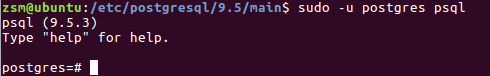 zsm@ubuntu:/etc/postgresql/9.5/main$ sudo -u postgres psql
psql (9.5.3)
Type "help" for help.
postgres=#